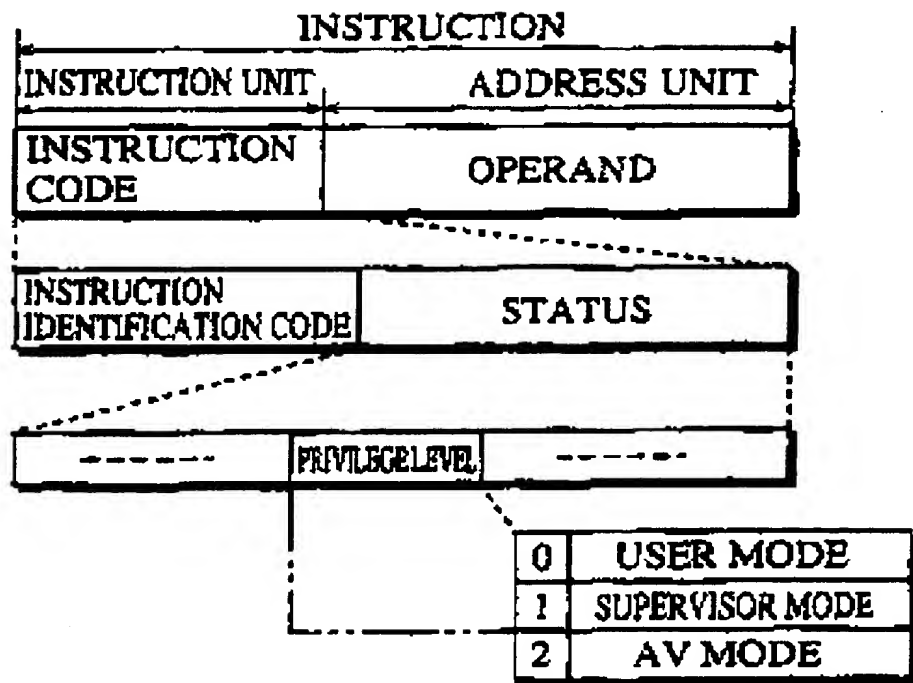 INSTRUCTION
INSTRUCTION UNIT ADDRESS UNIT
INSTRUCTION
CODE
OPERAND
INSTRUCTION
IDENTIFICATION CODE
STATUS
PRIVILEGE LEVEL
0 USER MODE
1 SUPERVISOR MODE
2 AV MODE